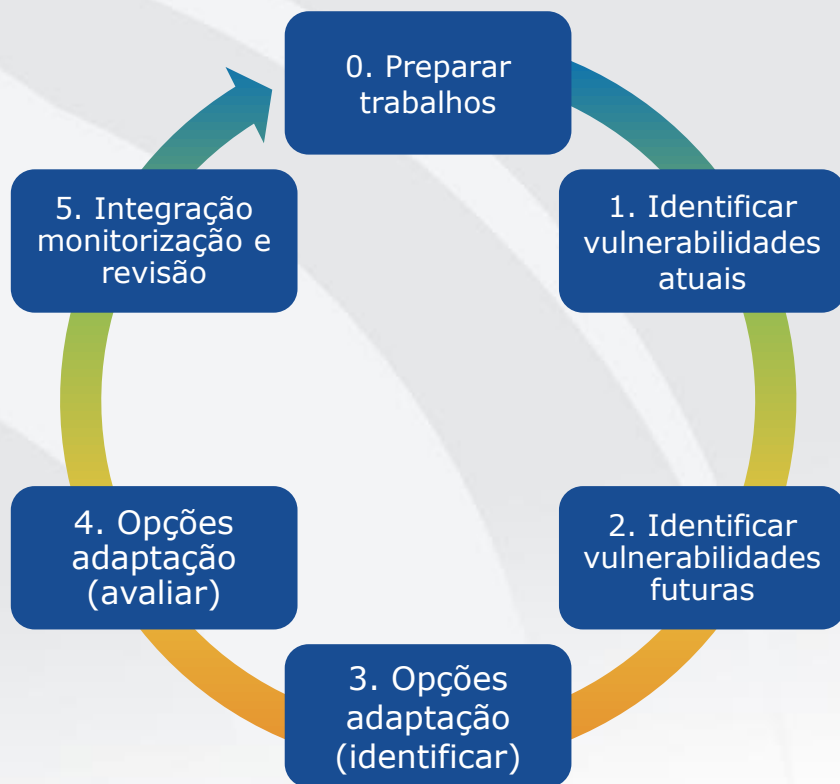 0. Preparar
trabalhos
1. Identificar
vulnerabilidades
atuais
2. Identificar
vulnerabilidades
futuras
3. Opções
adaptação
(identificar)
4. Opções
adaptação
(avaliar)
5. Integração
monitorização e
revisão